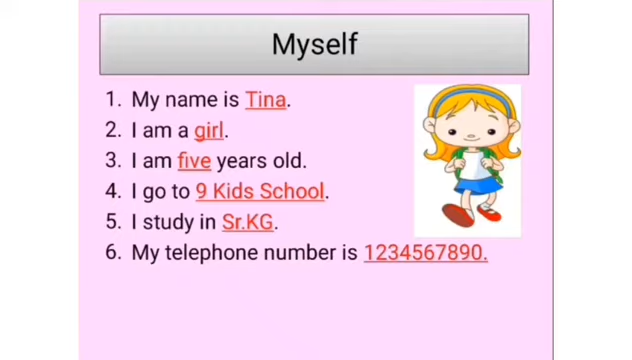 Myself
1. My name is Tina.
2. I am a girl.
3. I am five years old.
4. I go to 9 Kids School.
5. I study in Sr.KG.
6. My telephone number is 1234567890.